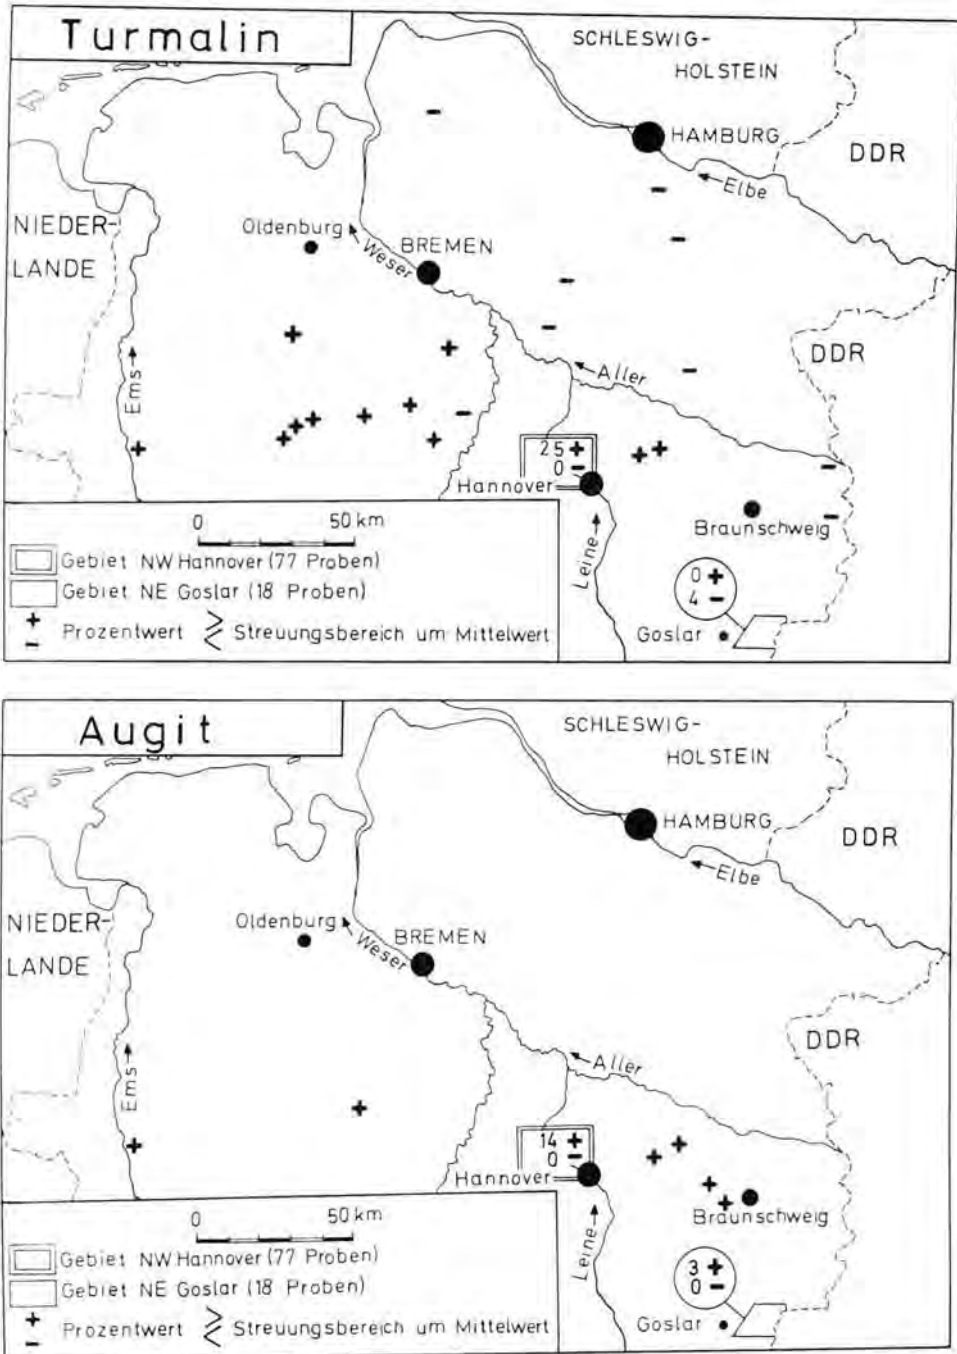 Turmalin
SCHLESWIG-
HOLSTEIN
HAMBURG
DDR
Elbe
NIEDER-
LANDE
Oldenburg
Weser
BREMEN
DDR
Ems
Aller
25 +
0 -
Hannover
Leine
Braunschweig
0 +
4 -
Goslar
0 50 km
Gebiet NW Hannover (77 Proben)
Gebiet NE Goslar (18 Proben)
+ > 
- Prozentwert < Streuungsbereich um Mittelwert
Augit
SCHLESWIG-
HOLSTEIN
HAMBURG
DDR
Elbe
NIEDER-
LANDE
Oldenburg
Weser
BREMEN
DDR
Ems
Aller
14 +
0 -
Hannover
Leine
Braunschweig
3 +
0 -
Goslar
0 50 km
Gebiet NW Hannover (77 Proben)
Gebiet NE Goslar (18 Proben)
+ > 
- Prozentwert < Streuungsbereich um Mittelwert